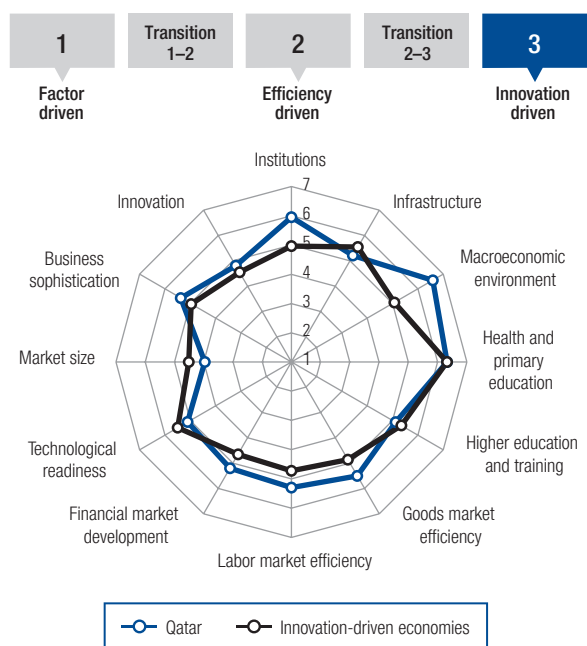 1
Transition
1–2
2
Transition
2–3
3
Factor
driven
Efficiency
driven
Innovation
driven
Institutions
7
6
5
4
3
2
1
Infrastructure
Macroeconomic
environment
Health and
primary
education
Higher education
and training
Goods market
efficiency
Labor market efficiency
Financial market
development
Technological
readiness
Market size
Business
sophistication
Innovation
Qatar
Innovation-driven economies